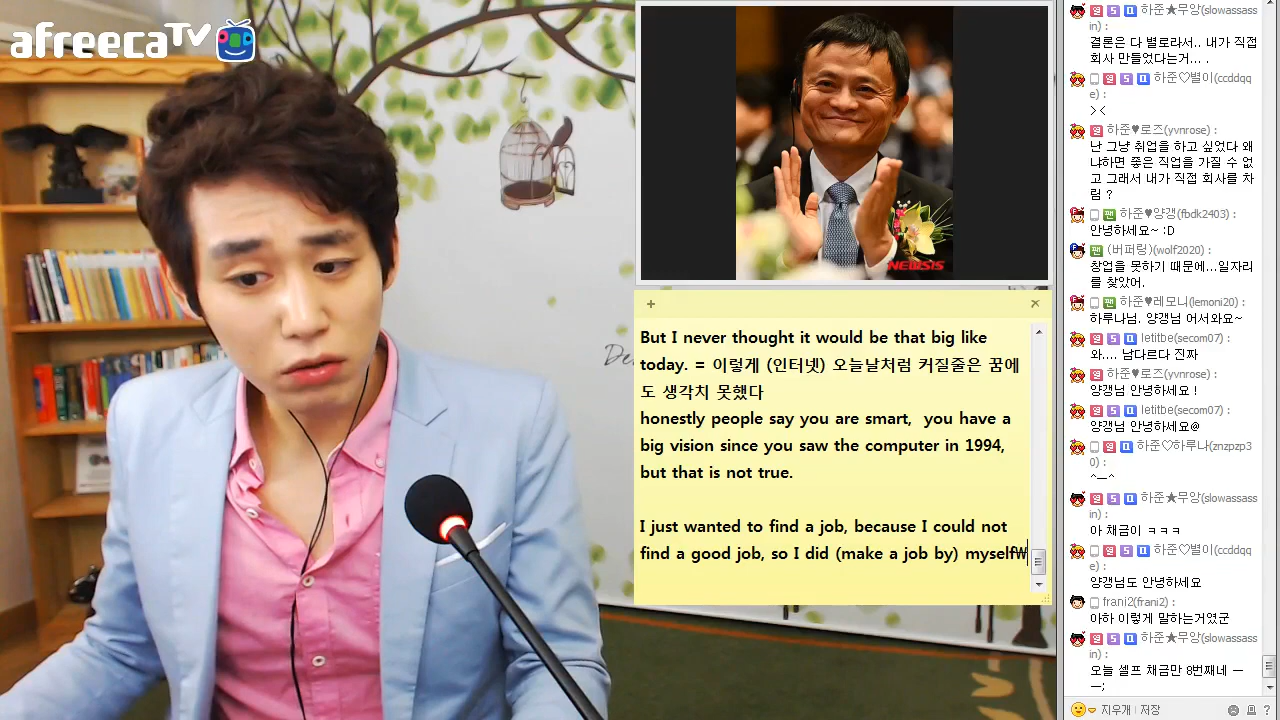 afreecaTV
NEWSIS
But I never thought it would be that big like
today. = 이렇게 (인터넷) 오늘날처럼 커질줄은 꿈에
도 생각치 못했다
honestly people say you are smart,  you have a
big vision since you saw the computer in 1994,
but that is not true.
I just wanted to find a job, because I could not
find a good job, so I did (make a job by) myself₩
하준★무앙(slowassass
in) :
결론은 다 별로라서.. 내가 직접
회사 만들었다는거... .
하준♡별이(ccddqq
e) :
><
하준♥로즈(yvnrose) :
난 그냥 취업을 하고 싶었다 왜
냐하면 좋은 직업을 가질 수 없
고 그래서 내가 직접 회사를 차
림 ?
하준♥양갱(fbdk2403) :
안녕하세요~ :D
(버퍼링)(wolf2020) :
창업을 못하기 때문에...일자리
를 찾았어.
하준♥레모니(lemoni20) :
하루나님. 양갱님 어서와요~
letitbe(secom07) :
와.... 남다르다 진짜
하준♥로즈(yvnrose) :
양갱님 안녕하세요 !
letitbe(secom07) :
양갱님 안녕하세요@
하준♡하루나(znzpzp3
0) :
^ㅡ^
하준★무앙(slowassass
in) :
아 채금이 ㅋㅋㅋ
하준♡별이(ccddqq
e) :
양갱님도 안녕하세요
frani2(frani2) :
아하 이렇게 말하는거였군
하준★무앙(slowassass
in) :
오늘 셀프 채금만 8번째네 ㅡ
ㅡ;
지우개 | 저장